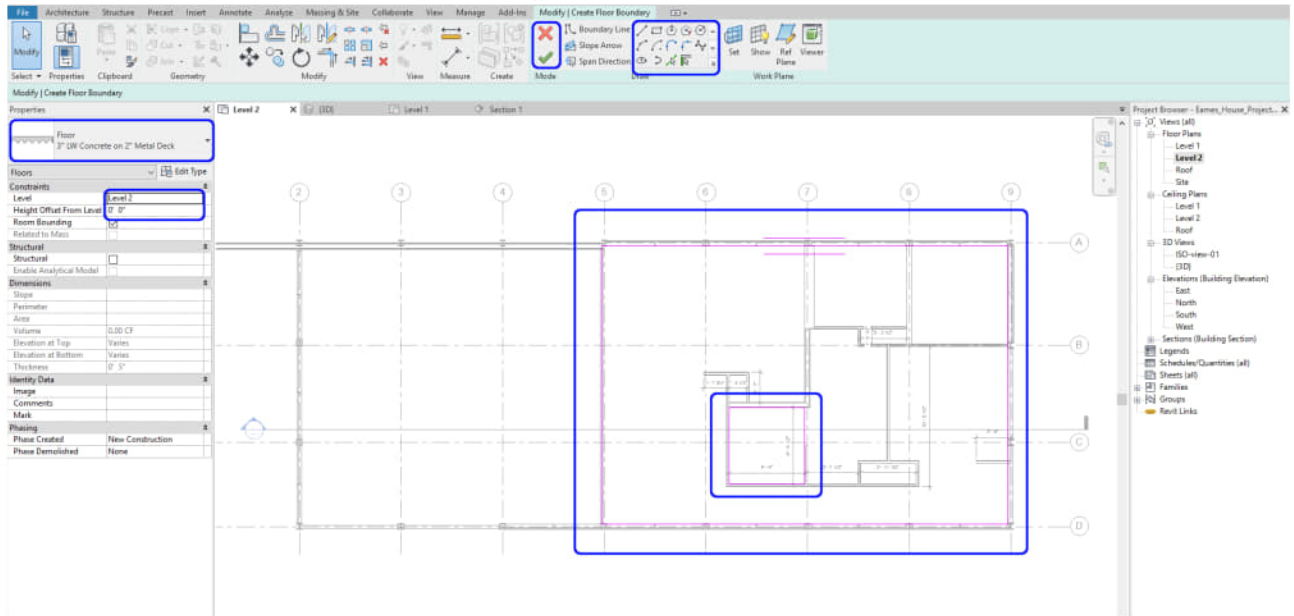 File Architecture Structure Precast Insert Annotate Analyze Massing & Site Collaborate View Manage Add-Ins Modify | Create Floor Boundary
Modify
Boundary Line
Slope Arrow
Span Direction
Set Show Ref Plane Viewer
Select Properties Clipboard Geometry Modify View Measure Create Mode Draw Work Plane
Modify | Create Floor Boundary
Properties
Level 2
{3D}
Level 1
Section 1
Project Browser - Eames_House_Project...
Floor
3" LW Concrete on 2" Metal Deck
Floors
Edit Type
Constraints
Level Level 2
Height Offset From Level 0' 0"
Room Bounding
Related to Mass
Structural
Structural
Enable Analytical Model
Dimensions
Slope
Perimeter
Area
Volume 0.00 CF
Elevation at Top Varies
Elevation at Bottom Varies
Thickness 0' 5"
Identity Data
Image
Comments
Mark
Phasing
Phase Created New Construction
Phase Demolished None
2 3 4 5 6 7 8 9
A
B
C
D
Views (all)
Floor Plans
Level 1
Level 2
Roof
Site
Ceiling Plans
Level 1
Level 2
Roof
3D Views
ISO-view-01
{3D}
Elevations (Building Elevation)
East
North
South
West
Sections (Building Section)
Legends
Schedules/Quantities (all)
Sheets (all)
Families
Groups
Revit Links